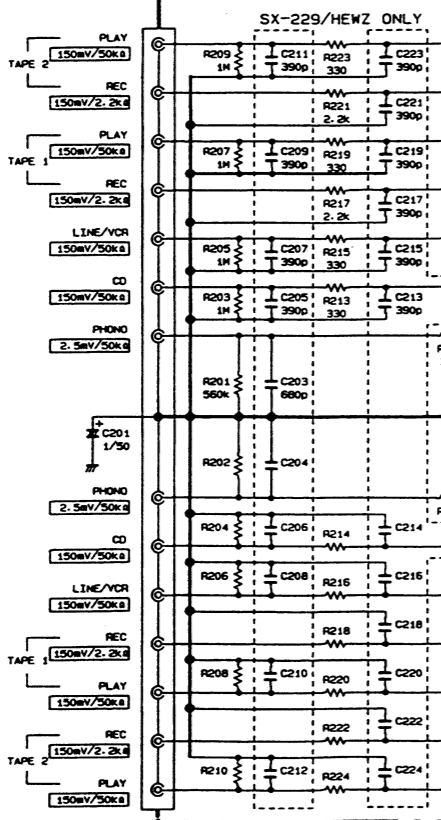 SX-229/HEWZ ONLY
PLAY
150mV/50kΩ
TAPE 2
REC
150mV/2.2kΩ
R209
1M
C211
390p
R223
330
C223
390p
R221
2.2k
C221
390p
PLAY
150mV/50kΩ
TAPE 1
REC
150mV/2.2kΩ
R207
1M
C209
390p
R219
330
C219
390p
R217
2.2k
C217
390p
LINE/VCR
150mV/50kΩ
R205
1M
C207
390p
R215
330
C215
390p
CD
150mV/50kΩ
R203
1M
C205
390p
R213
330
C213
390p
PHONO
2.5mV/50kΩ
R201
560k
C203
680p
R
+
C201
1/50
R202
C204
PHONO
2.5mV/50kΩ
R
R204
C206
R214
C214
CD
150mV/50kΩ
R206
C208
R216
C216
LINE/VCR
150mV/50kΩ
R218
C218
REC
150mV/2.2kΩ
TAPE 1
PLAY
150mV/50kΩ
R208
C210
R220
C220
REC
150mV/2.2kΩ
TAPE 2
PLAY
150mV/50kΩ
R222
C222
R210
C212
R224
C224